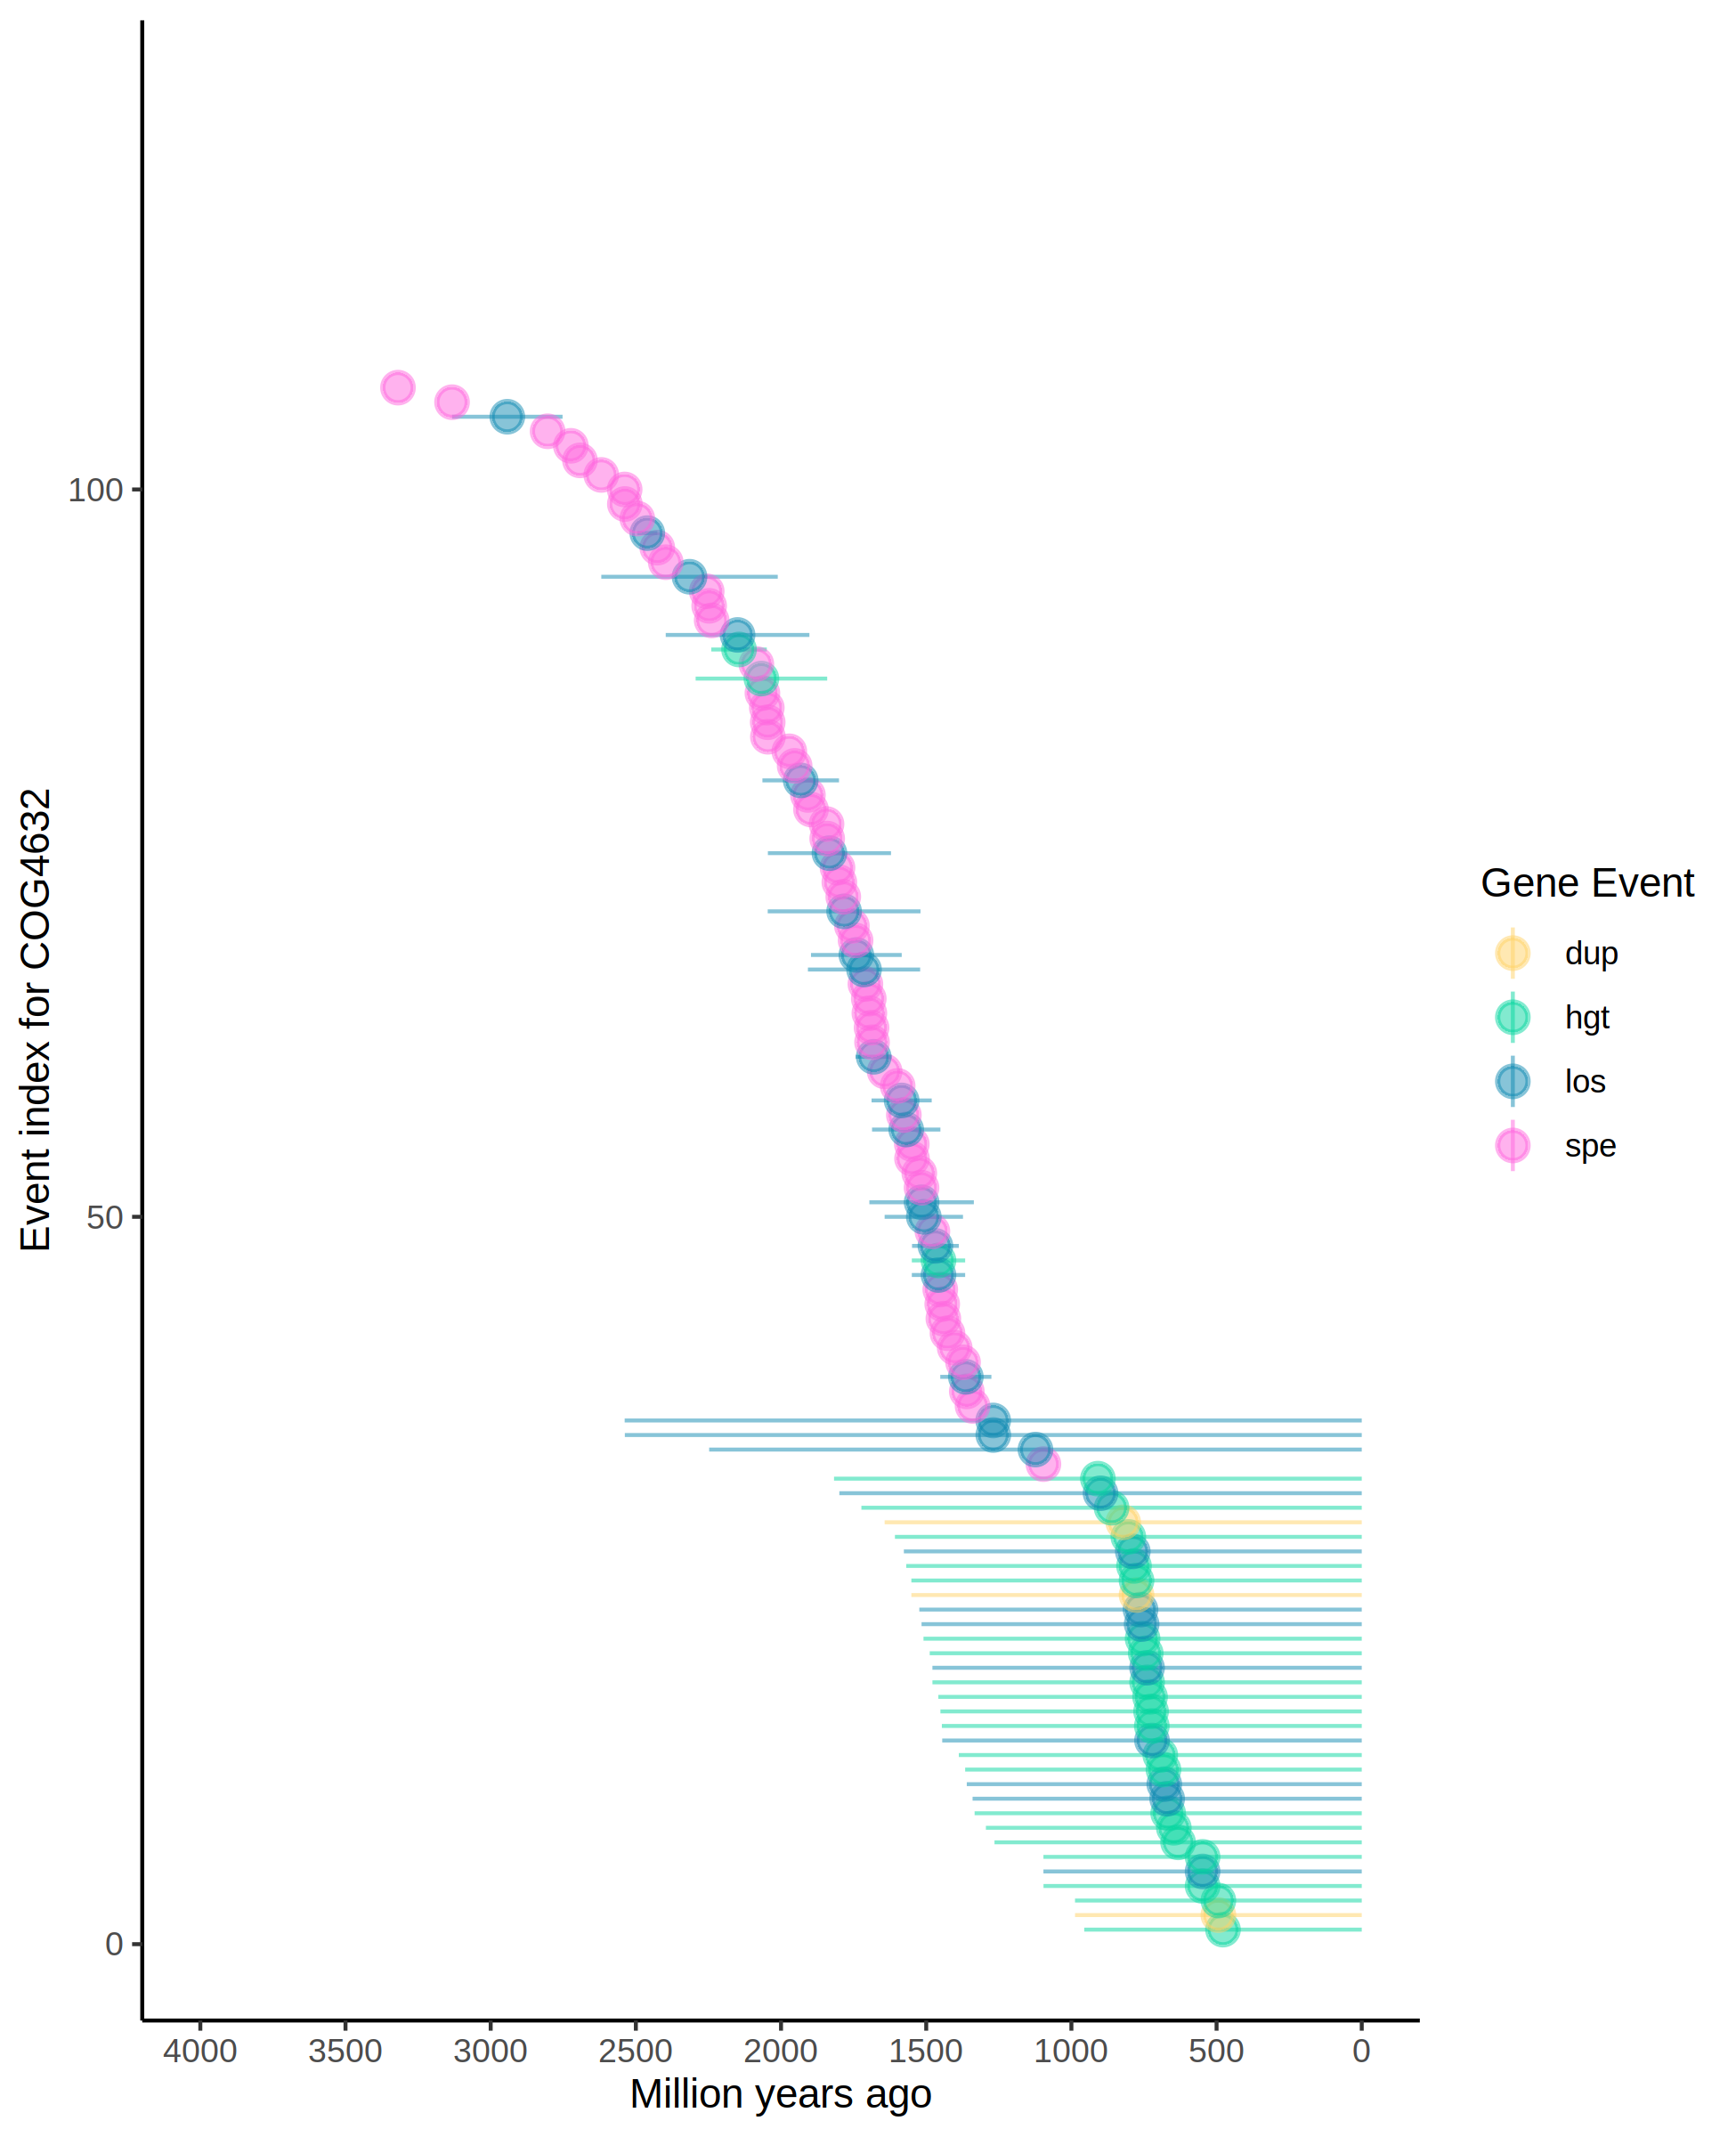 Event index for COG4632
100
50
0
4000 3500 3000 2500 2000 1500 1000 500 0
Million years ago
Gene Event
dup
hgt
los
spe